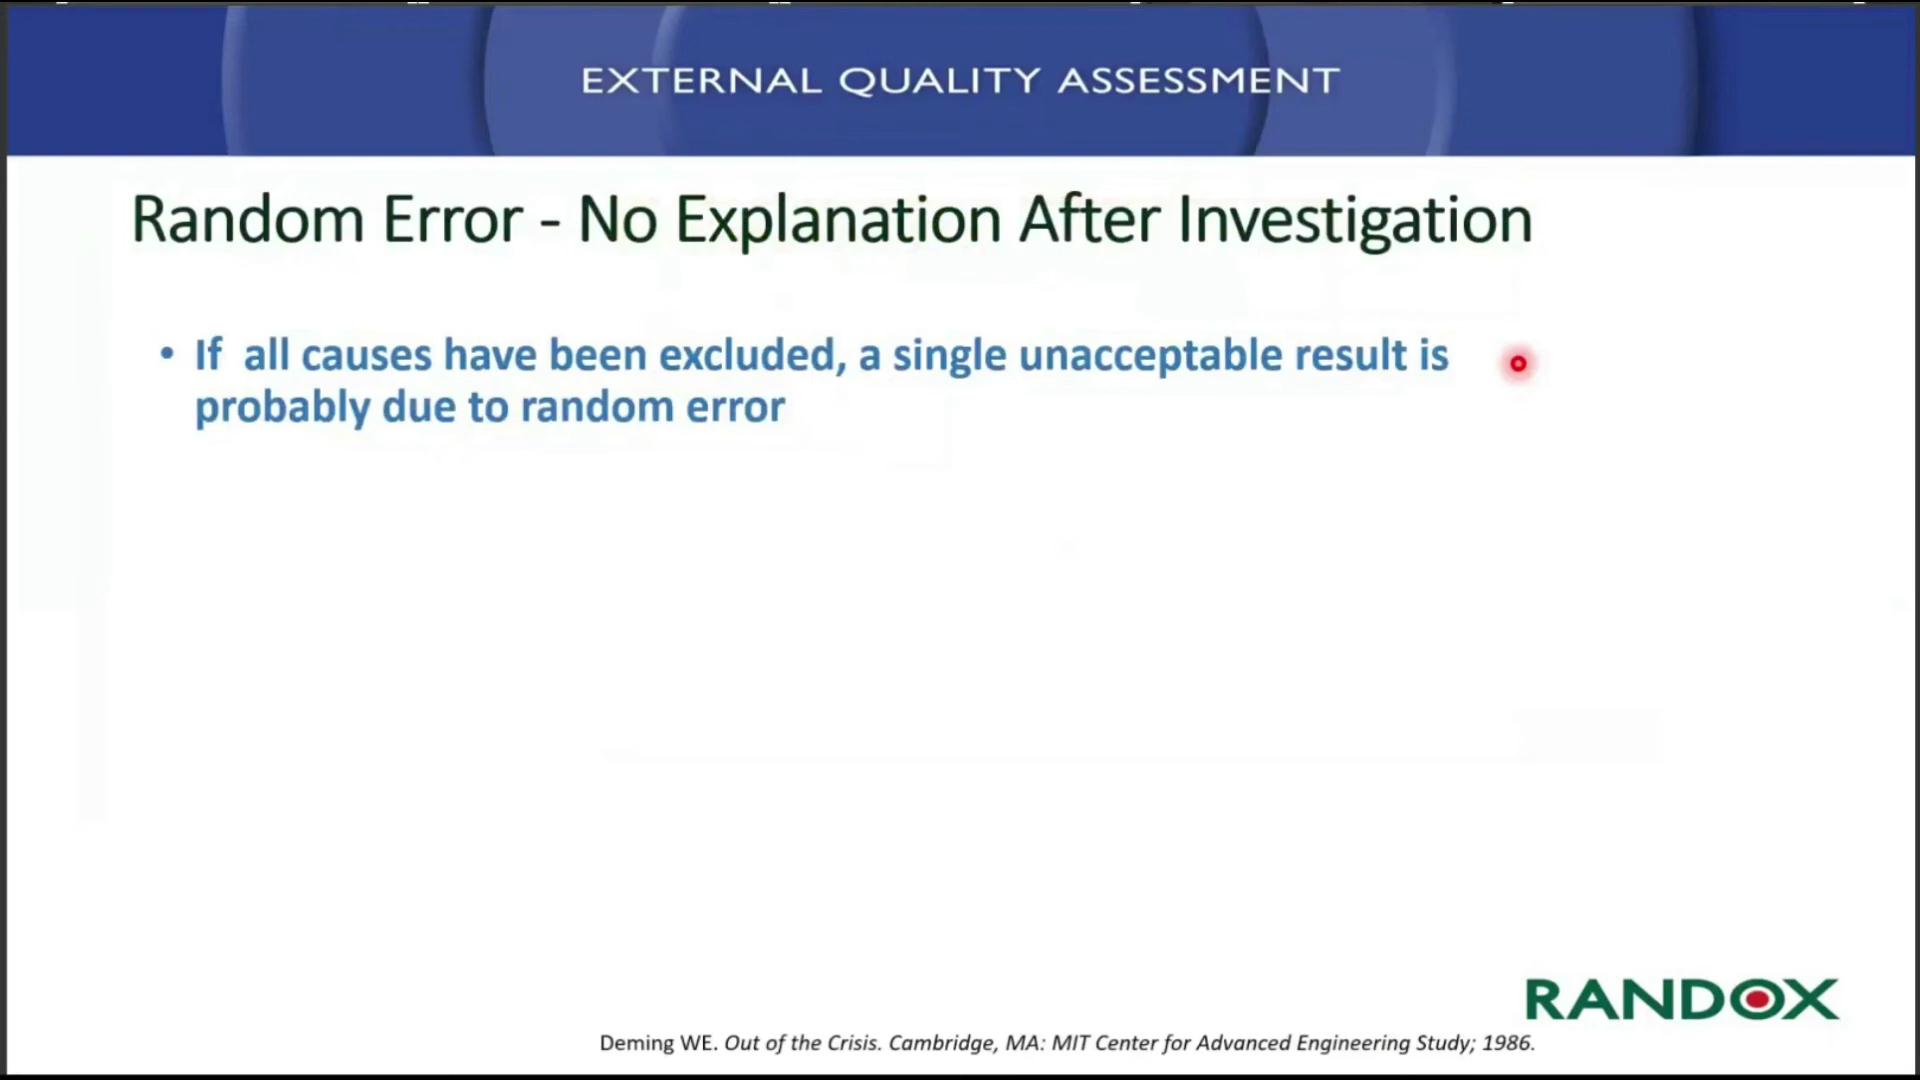 EXTERNAL QUALITY ASSESSMENT
Random Error - No Explanation After Investigation
• If all causes have been excluded, a single unacceptable result is
probably due to random error
RANDOX
Deming WE. Out of the Crisis. Cambridge, MA: MIT Center for Advanced Engineering Study; 1986.